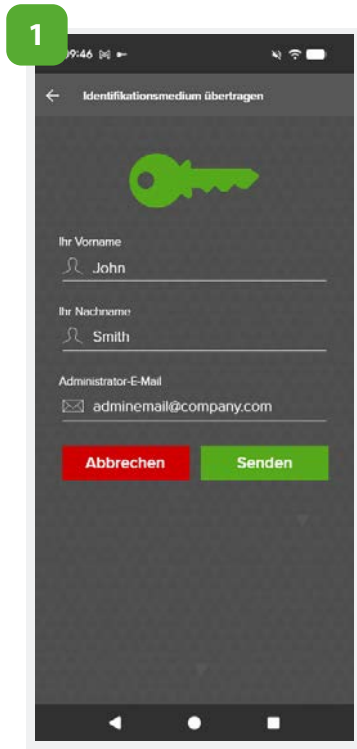 1
09:46
Identifikationsmedium übertragen
Ihr Vorname
John
Ihr Nachname
Smith
Administrator-E-Mail
adminemail@company.com
Abbrechen Senden